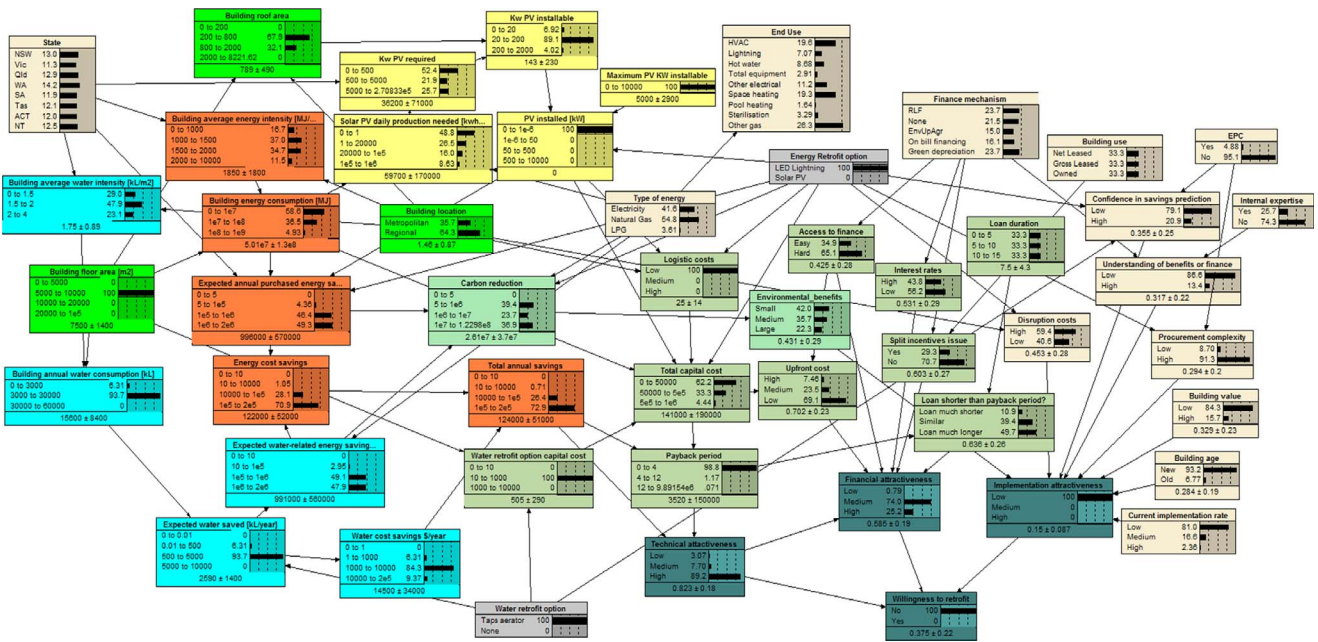 State
NSW 13.0
Vic 11.3
Qld 12.9
WA 14.2
SA 11.9
Tas 12.1
ACT 12.0
NT 12.5
Building roof area
0 to 200 0
200 to 800 67.9
800 to 2000 32.1
2000 to 8221.62 0
789 ± 490
Kw PV installable
0 to 20 6.92
20 to 200 89.1
200 to 2000 4.02
143 ± 230
Kw PV required
0 to 500 52.4
500 to 5000 21.9
5000 to 2.70833e5 25.7
36200 ± 71000
Maximum PV KW installable
0 to 10000 100
5000 ± 2900
End Use
HVAC 19.6
Lightning 7.07
Hot water 8.68
Total equipment 2.91
Other electrical 11.2
Space heating 19.3
Pool heating 1.64
Sterilisation 3.29
Other gas 26.3
Finance mechanism
RLF 23.7
None 21.5
EnvUpAgr 15.0
On bill financing 16.1
Green depredation 23.7
Building use
Net Leased 33.3
Gross Leased 33.3
Owned 33.3
EPC
Yes 4.88
No 95.1
Building average energy intensity [MJ/...
0 to 1000 16.7
1000 to 1500 37.0
1500 to 2000 34.7
2000 to 10000 11.5
1850 ± 1800
Solar PV daily production needed [kwh...
0 to 1 48.8
1 to 20000 26.5
20000 to 1e5 16.0
1e5 to 1e6 8.63
59700 ± 170000
PV installed [kW]
0 to 1e-6 100
1e-6 to 50 0
50 to 500 0
500 to 10000 0
0 ± 0
Energy Retrofit option
LED Lightning 100
Solar PV 0
Building average water intensity [kL/m2]
0 to 1.5 29.0
1.5 to 2 47.9
2 to 4 23.1
1.75 ± 0.89
Building energy consumption [MJ]
0 to 1e7 58.6
1e7 to 1e8 36.5
1e8 to 1e9 4.93
5.01e7 ± 1.3e8
Building location
Metropolitan 35.7
Regional 64.3
1.46 ± 0.87
Type of energy
Electricity 41.6
Natural Gas 54.8
LPG 3.61
Confidence in savings prediction
Low 79.1
High 20.9
0.355 ± 0.25
Internal expertise
Yes 25.7
No 74.3
Access to finance
Easy 34.9
Hard 65.1
0.425 ± 0.28
Loan duration
0 to 5 33.3
5 to 10 33.3
10 to 15 33.3
7.5 ± 4.3
Building floor area [m2]
0 to 5000 0
5000 to 10000 100
10000 to 20000 0
20000 to 1e5 0
7500 ± 1400
Expected annual purchased energy sa...
0 to 5 0
5 to 1e5 4.36
1e5 to 1e6 46.4
1e6 to 2e6 49.3
996000 ± 570000
Carbon reduction
0 to 5 0
5 to 1e6 39.4
1e6 to 1e7 23.7
1e7 to 1.2298e8 36.9
2.61e7 ± 3.7e7
Logistic costs
Low 100
Medium 0
High 0
25 ± 14
Interest rates
High 43.8
Low 56.2
0.531 ± 0.29
Understanding of benefits or finance
Low 86.6
High 13.4
0.317 ± 0.22
Environmental_benefits
Small 42.0
Medium 35.7
Large 22.3
0.431 ± 0.29
Disruption costs
High 59.4
Low 40.6
0.453 ± 0.28
Split incentives issue
Yes 29.3
No 70.7
0.603 ± 0.27
Procurement complexity
Low 8.70
High 91.3
0.294 ± 0.2
Building annual water consumption [kL]
0 to 3000 6.31
3000 to 30000 93.7
30000 to 60000 0
15600 ± 8400
Energy cost savings
0 to 10 0
10 to 10000 1.05
10000 to 1e5 28.1
1e5 to 2e5 70.9
122000 ± 52000
Total annual savings
0 to 10 0
10 to 10000 0.71
10000 to 1e5 26.4
1e5 to 2e5 72.9
124000 ± 51000
Total capital cost
0 to 50000 62.2
50000 to 5e5 33.3
5e5 to 1e6 4.44
141000 ± 190000
Upfront cost
High 7.46
Medium 23.5
Low 69.1
0.702 ± 0.23
Loan shorter than payback period?
Loan much shorter 10.9
Similar 39.4
Loan much longer 49.7
0.636 ± 0.26
Building value
Low 84.3
High 15.7
0.329 ± 0.23
Expected water-related energy saving...
0 to 10 0
10 to 1e5 2.95
1e5 to 1e6 49.1
1e6 to 2e6 47.9
991000 ± 560000
Water retrofit option capital cost
0 to 10 0
10 to 1000 100
1000 to 10000 0
505 ± 290
Payback period
0 to 4 98.8
4 to 12 1.17
12 to 9.89154e6 .071
3520 ± 150000
Building age
New 93.2
Old 6.77
0.284 ± 0.19
Financial attractiveness
Low 0.79
Medium 74.0
High 25.2
0.585 ± 0.19
Implementation attractiveness
Low 100
Medium 0
High 0
0.15 ± 0.087
Expected water saved [kL/year]
0 to 0.01 0
0.01 to 500 6.31
500 to 5000 93.7
5000 to 10000 0
2590 ± 1400
Water cost savings $/year
0 to 1 0
1 to 1000 6.31
1000 to 10000 84.3
10000 to 2e5 9.37
14500 ± 34000
Technical attactiveness
Low 3.07
Medium 7.70
High 89.2
0.823 ± 0.18
Current implementation rate
Low 81.0
Medium 16.6
High 2.36
Water retrofit option
Taps aerator 100
None 0
Willingness to retrofit
No 100
Yes 0
0.375 ± 0.22